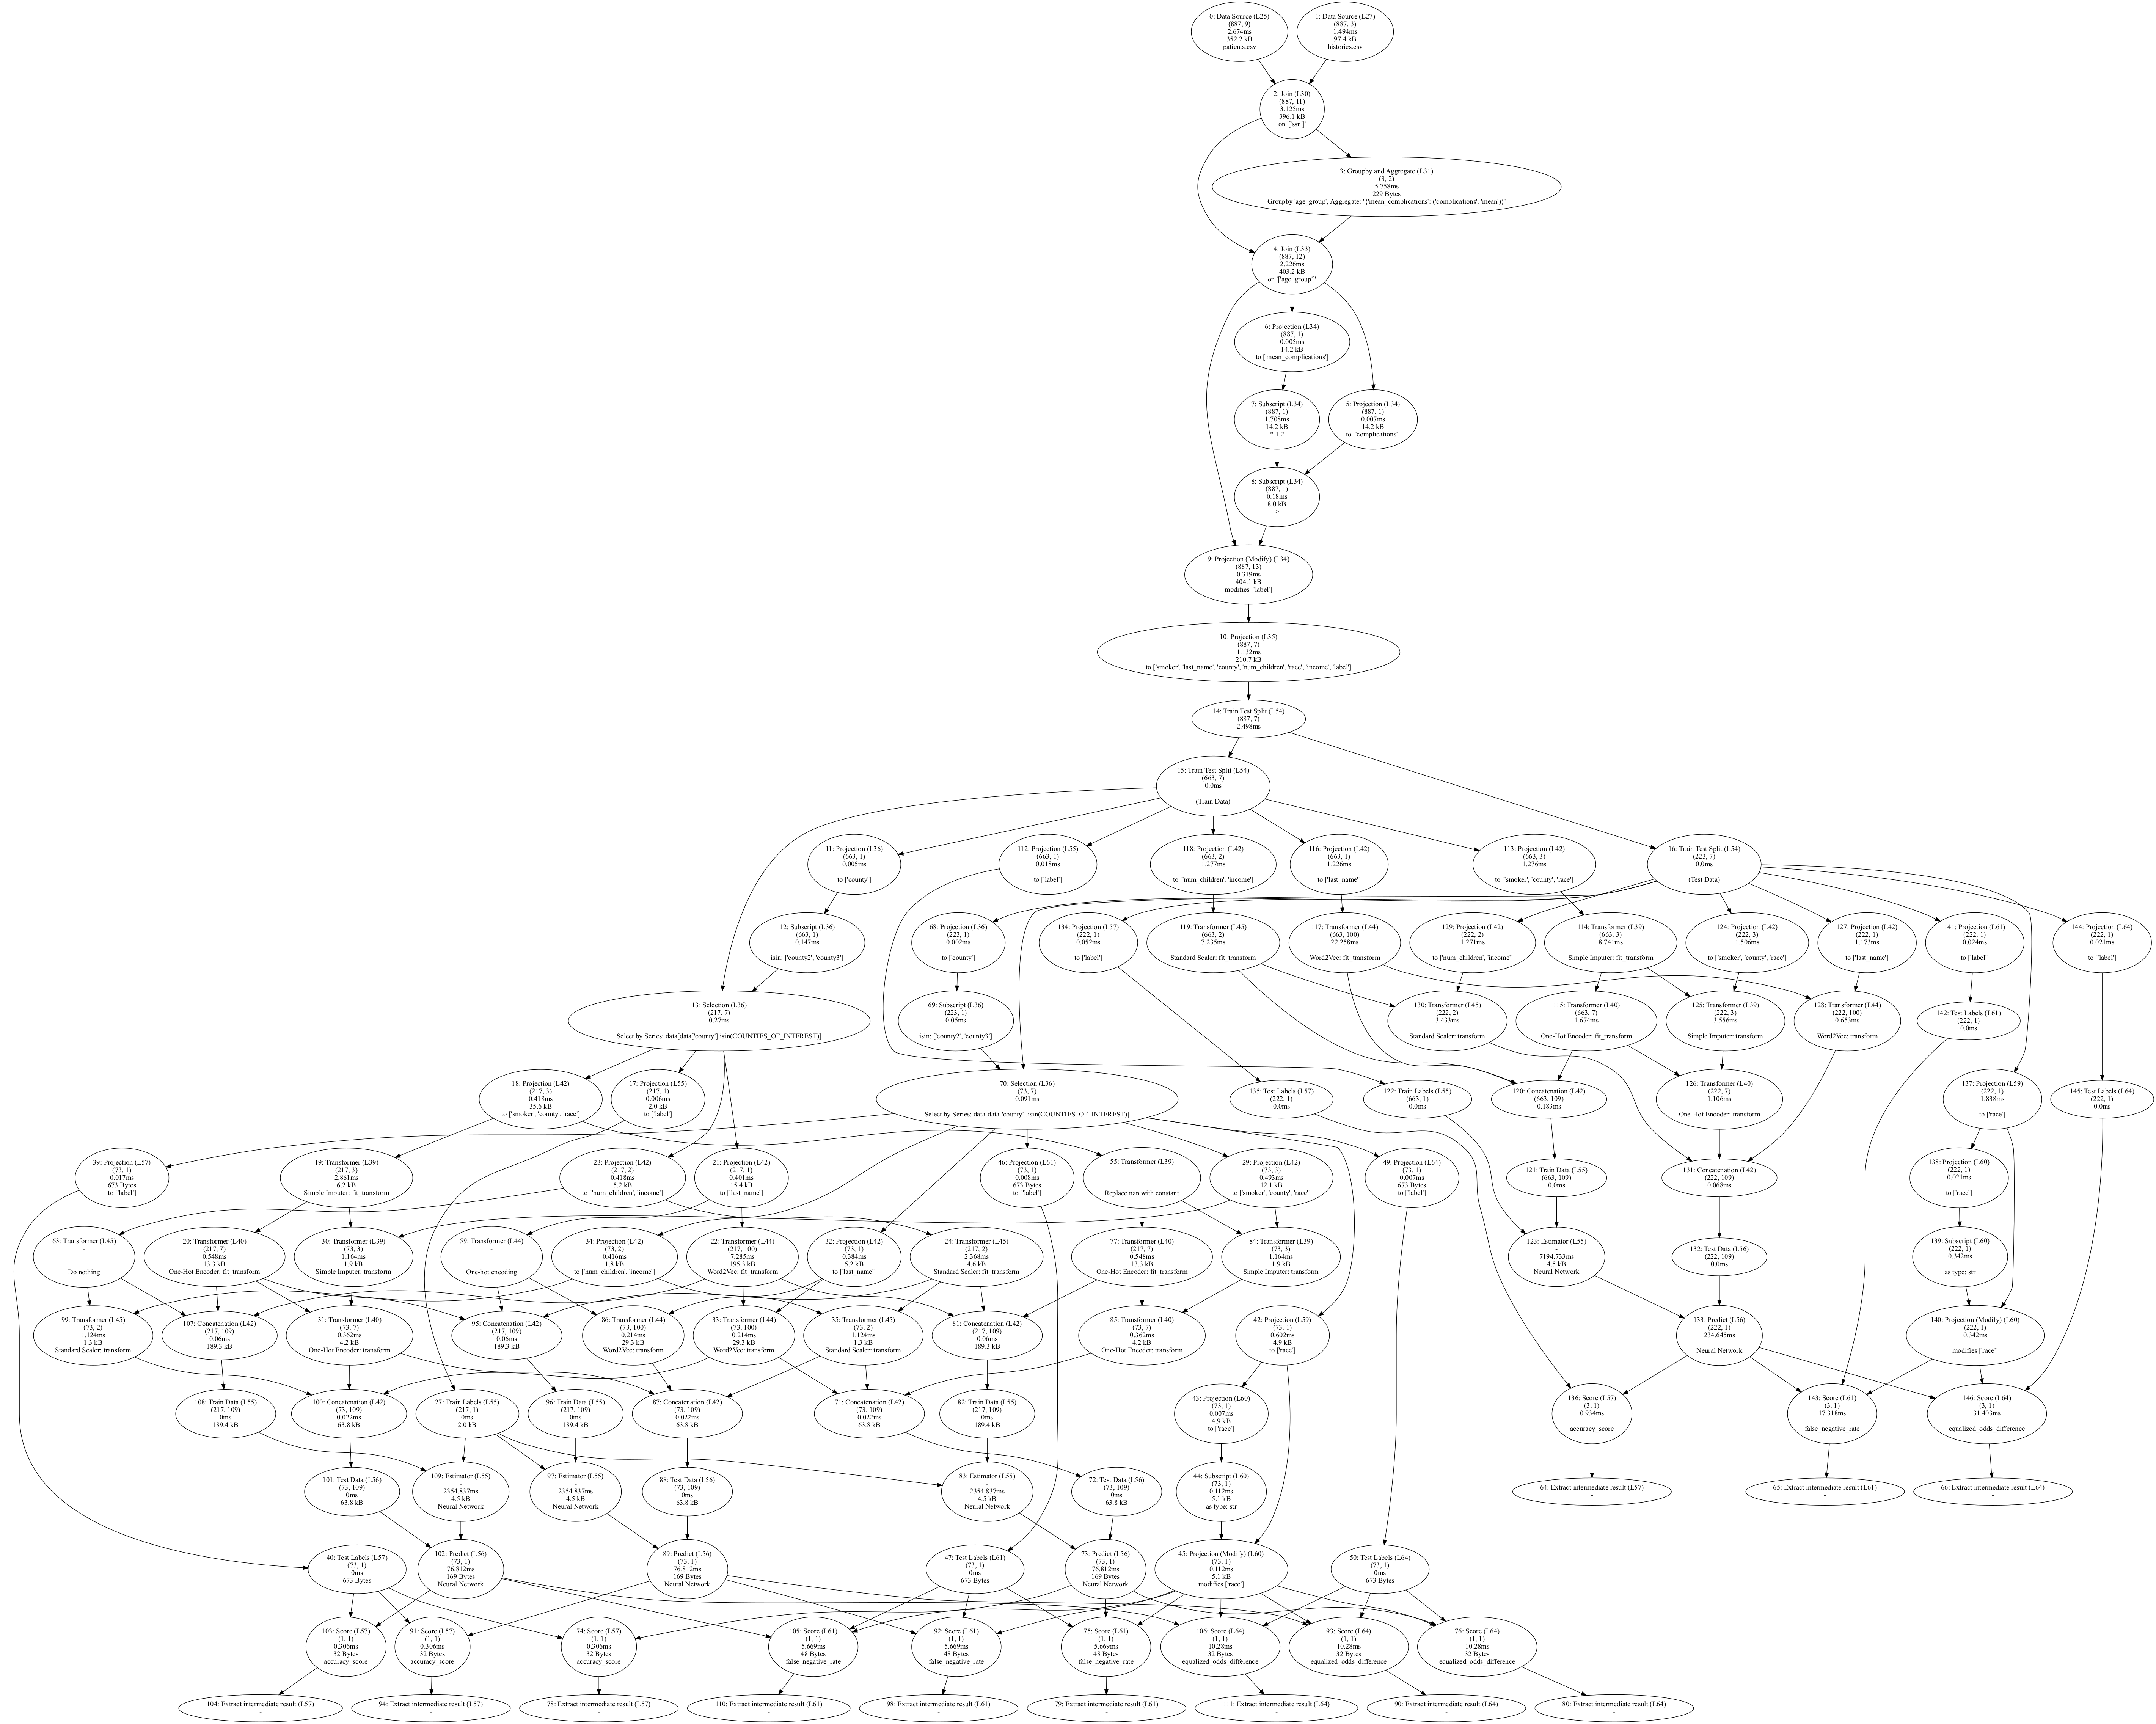 0: Data Source (L25)
(887, 9)
2.674ms
352.2 kB
patients.csv
1: Data Source (L27)
(887, 3)
1.494ms
97.4 kB
histories.csv
2: Join (L30)
(887, 11)
3.125ms
396.1 kB
on '['ssn']'
3: Groupby and Aggregate (L31)
(3, 2)
5.758ms
229 Bytes
Groupby 'age_group', Aggregate: '{'mean_complications': ('complications', 'mean')}'
4: Join (L33)
(887, 12)
2.226ms
403.2 kB
on '['age_group']'
6: Projection (L34)
(887, 1)
0.005ms
14.2 kB
to ['mean_complications']
7: Subscript (L34)
(887, 1)
1.708ms
14.2 kB
* 1.2
5: Projection (L34)
(887, 1)
0.007ms
14.2 kB
to ['complications']
8: Subscript (L34)
(887, 1)
0.18ms
8.0 kB
>
9: Projection (Modify) (L34)
(887, 13)
0.319ms
404.1 kB
modifies ['label']
10: Projection (L35)
(887, 7)
1.132ms
210.7 kB
to ['smoker', 'last_name', 'county', 'num_children', 'race', 'income', 'label']
14: Train Test Split (L54)
(887, 7)
2.498ms
15: Train Test Split (L54)
(663, 7)
0.0ms
(Train Data)
11: Projection (L36)
(663, 1)
0.005ms
to ['county']
112: Projection (L55)
(663, 1)
0.018ms
to ['label']
118: Projection (L42)
(663, 2)
1.277ms
to ['num_children', 'income']
116: Projection (L42)
(663, 1)
1.226ms
to ['last_name']
113: Projection (L42)
(663, 3)
1.276ms
to ['smoker', 'county', 'race']
16: Train Test Split (L54)
(223, 7)
0.0ms
(Test Data)
12: Subscript (L36)
(663, 1)
0.147ms
isin: ['county2', 'county3']
68: Projection (L36)
(223, 1)
0.002ms
to ['county']
134: Projection (L57)
(222, 1)
0.052ms
to ['label']
119: Transformer (L45)
(663, 2)
7.235ms
Standard Scaler: fit_transform
117: Transformer (L44)
(663, 100)
22.258ms
Word2Vec: fit_transform
129: Projection (L42)
(222, 2)
1.271ms
to ['num_children', 'income']
114: Transformer (L39)
(663, 3)
8.741ms
Simple Imputer: fit_transform
124: Projection (L42)
(222, 3)
1.506ms
to ['smoker', 'county', 'race']
127: Projection (L42)
(222, 1)
1.173ms
to ['last_name']
141: Projection (L61)
(222, 1)
0.024ms
to ['label']
144: Projection (L64)
(222, 1)
0.021ms
to ['label']
13: Selection (L36)
(217, 7)
0.27ms
Select by Series: data[data['county'].isin(COUNTIES_OF_INTEREST)]
69: Subscript (L36)
(223, 1)
0.05ms
isin: ['county2', 'county3']
130: Transformer (L45)
(222, 2)
3.433ms
Standard Scaler: transform
115: Transformer (L40)
(663, 7)
1.674ms
One-Hot Encoder: fit_transform
125: Transformer (L39)
(222, 3)
3.556ms
Simple Imputer: transform
128: Transformer (L44)
(222, 100)
0.653ms
Word2Vec: transform
142: Test Labels (L61)
(222, 1)
0.0ms
18: Projection (L42)
(217, 3)
0.418ms
35.6 kB
to ['smoker', 'county', 'race']
17: Projection (L55)
(217, 1)
0.006ms
2.0 kB
to ['label']
70: Selection (L36)
(73, 7)
0.091ms
Select by Series: data[data['county'].isin(COUNTIES_OF_INTEREST)]
135: Test Labels (L57)
(222, 1)
0.0ms
122: Train Labels (L55)
(663, 1)
0.0ms
120: Concatenation (L42)
(663, 109)
0.183ms
126: Transformer (L40)
(222, 7)
1.106ms
One-Hot Encoder: transform
137: Projection (L59)
(222, 1)
1.838ms
to ['race']
145: Test Labels (L64)
(222, 1)
0.0ms
39: Projection (L57)
(73, 1)
0.017ms
673 Bytes
to ['label']
19: Transformer (L39)
(217, 3)
2.861ms
6.2 kB
Simple Imputer: fit_transform
23: Projection (L42)
(217, 2)
0.418ms
5.2 kB
to ['num_children', 'income']
21: Projection (L42)
(217, 1)
0.401ms
15.4 kB
to ['last_name']
46: Projection (L61)
(73, 1)
0.008ms
673 Bytes
to ['label']
55: Transformer (L39)
-
Replace nan with constant
29: Projection (L42)
(73, 3)
0.493ms
12.1 kB
to ['smoker', 'county', 'race']
49: Projection (L64)
(73, 1)
0.007ms
673 Bytes
to ['label']
121: Train Data (L55)
(663, 109)
0.0ms
131: Concatenation (L42)
(222, 109)
0.068ms
138: Projection (L60)
(222, 1)
0.021ms
to ['race']
63: Transformer (L45)
-
Do nothing
20: Transformer (L40)
(217, 7)
0.548ms
13.3 kB
One-Hot Encoder: fit_transform
30: Transformer (L39)
(73, 3)
1.164ms
1.9 kB
Simple Imputer: transform
59: Transformer (L44)
-
One-hot encoding
34: Projection (L42)
(73, 2)
0.416ms
1.8 kB
to ['num_children', 'income']
22: Transformer (L44)
(217, 100)
7.285ms
195.3 kB
Word2Vec: fit_transform
32: Projection (L42)
(73, 1)
0.384ms
5.2 kB
to ['last_name']
24: Transformer (L45)
(217, 2)
2.368ms
4.6 kB
Standard Scaler: fit_transform
77: Transformer (L40)
(217, 7)
0.548ms
13.3 kB
One-Hot Encoder: fit_transform
84: Transformer (L39)
(73, 3)
1.164ms
1.9 kB
Simple Imputer: transform
123: Estimator (L55)
-
7194.733ms
4.5 kB
Neural Network
132: Test Data (L56)
(222, 109)
0.0ms
139: Subscript (L60)
(222, 1)
0.342ms
as type: str
99: Transformer (L45)
(73, 2)
1.124ms
1.3 kB
Standard Scaler: transform
107: Concatenation (L42)
(217, 109)
0.06ms
189.3 kB
31: Transformer (L40)
(73, 7)
0.362ms
4.2 kB
One-Hot Encoder: transform
95: Concatenation (L42)
(217, 109)
0.06ms
189.3 kB
86: Transformer (L44)
(73, 100)
0.214ms
29.3 kB
Word2Vec: transform
33: Transformer (L44)
(73, 100)
0.214ms
29.3 kB
Word2Vec: transform
35: Transformer (L45)
(73, 2)
1.124ms
1.3 kB
Standard Scaler: transform
81: Concatenation (L42)
(217, 109)
0.06ms
189.3 kB
85: Transformer (L40)
(73, 7)
0.362ms
4.2 kB
One-Hot Encoder: transform
42: Projection (L59)
(73, 1)
0.602ms
4.9 kB
to ['race']
133: Predict (L56)
(222, 1)
234.645ms
Neural Network
140: Projection (Modify) (L60)
(222, 1)
0.342ms
modifies ['race']
108: Train Data (L55)
(217, 109)
0ms
189.4 kB
100: Concatenation (L42)
(73, 109)
0.022ms
63.8 kB
27: Train Labels (L55)
(217, 1)
0ms
2.0 kB
96: Train Data (L55)
(217, 109)
0ms
189.4 kB
87: Concatenation (L42)
(73, 109)
0.022ms
63.8 kB
71: Concatenation (L42)
(73, 109)
0.022ms
63.8 kB
82: Train Data (L55)
(217, 109)
0ms
189.4 kB
43: Projection (L60)
(73, 1)
0.007ms
4.9 kB
to ['race']
136: Score (L57)
(3, 1)
0.934ms
accuracy_score
143: Score (L61)
(3, 1)
17.318ms
false_negative_rate
146: Score (L64)
(3, 1)
31.403ms
equalized_odds_difference
101: Test Data (L56)
(73, 109)
0ms
63.8 kB
109: Estimator (L55)
-
2354.837ms
4.5 kB
Neural Network
97: Estimator (L55)
-
2354.837ms
4.5 kB
Neural Network
88: Test Data (L56)
(73, 109)
0ms
63.8 kB
83: Estimator (L55)
-
2354.837ms
4.5 kB
Neural Network
72: Test Data (L56)
(73, 109)
0ms
63.8 kB
44: Subscript (L60)
(73, 1)
0.112ms
5.1 kB
as type: str
64: Extract intermediate result (L57)
-
65: Extract intermediate result (L61)
-
66: Extract intermediate result (L64)
-
40: Test Labels (L57)
(73, 1)
0ms
673 Bytes
102: Predict (L56)
(73, 1)
76.812ms
169 Bytes
Neural Network
89: Predict (L56)
(73, 1)
76.812ms
169 Bytes
Neural Network
47: Test Labels (L61)
(73, 1)
0ms
673 Bytes
73: Predict (L56)
(73, 1)
76.812ms
169 Bytes
Neural Network
45: Projection (Modify) (L60)
(73, 1)
0.112ms
5.1 kB
modifies ['race']
50: Test Labels (L64)
(73, 1)
0ms
673 Bytes
103: Score (L57)
(1, 1)
0.306ms
32 Bytes
accuracy_score
91: Score (L57)
(1, 1)
0.306ms
32 Bytes
accuracy_score
74: Score (L57)
(1, 1)
0.306ms
32 Bytes
accuracy_score
105: Score (L61)
(1, 1)
5.669ms
48 Bytes
false_negative_rate
92: Score (L61)
(1, 1)
5.669ms
48 Bytes
false_negative_rate
75: Score (L61)
(1, 1)
5.669ms
48 Bytes
false_negative_rate
106: Score (L64)
(1, 1)
10.28ms
32 Bytes
equalized_odds_difference
93: Score (L64)
(1, 1)
10.28ms
32 Bytes
equalized_odds_difference
76: Score (L64)
(1, 1)
10.28ms
32 Bytes
equalized_odds_difference
104: Extract intermediate result (L57)
-
94: Extract intermediate result (L57)
-
78: Extract intermediate result (L57)
-
110: Extract intermediate result (L61)
-
98: Extract intermediate result (L61)
-
79: Extract intermediate result (L61)
-
111: Extract intermediate result (L64)
-
90: Extract intermediate result (L64)
-
80: Extract intermediate result (L64)
-